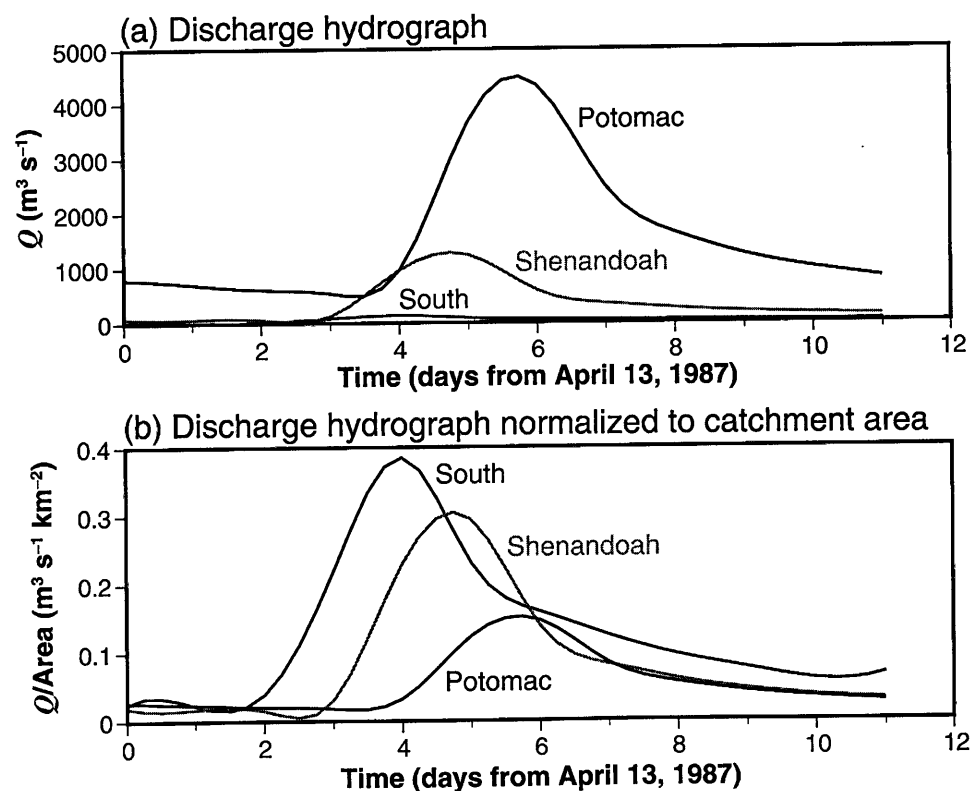 (a) Discharge hydrograph
5000
4000
3000
2000
1000
0
Q (m³ s⁻¹)
Potomac
Shenandoah
South
0 2 4 6 8 10 12
Time (days from April 13, 1987)
(b) Discharge hydrograph normalized to catchment area
0.4
0.3
0.2
0.1
0
Q/Area (m³ s⁻¹ km⁻²)
South
Shenandoah
Potomac
0 2 4 6 8 10 12
Time (days from April 13, 1987)